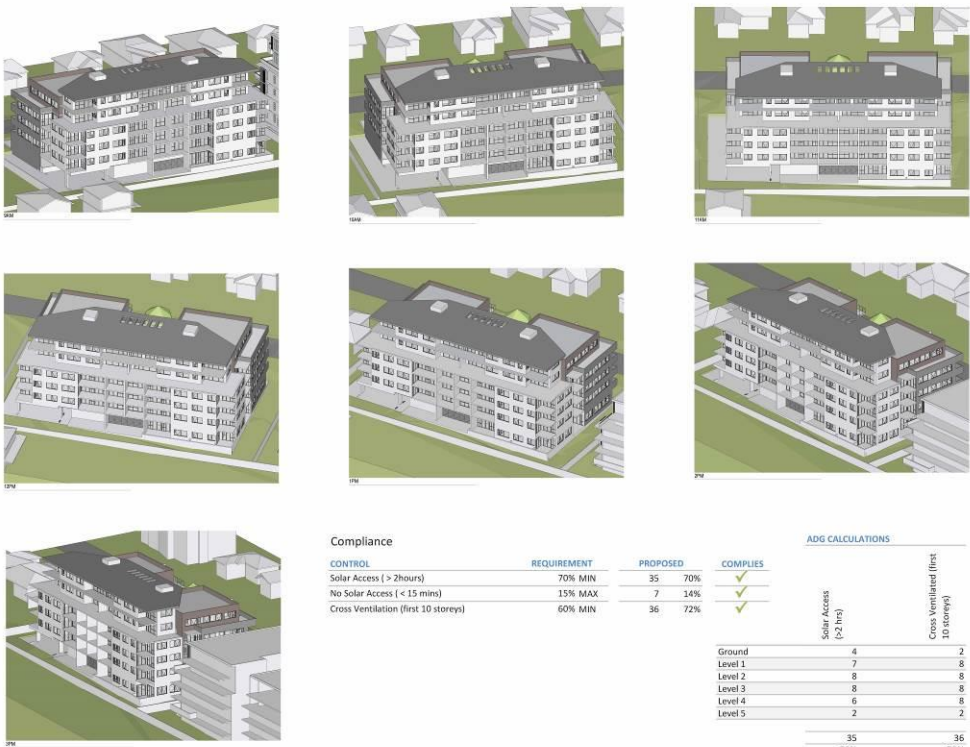 9AM
10AM
11AM
12PM
1PM
2PM
3PM
Compliance
CONTROL REQUIREMENT PROPOSED COMPLIES
Solar Access ( > 2hours) 70% MIN 35 70% ✓
No Solar Access ( < 15 mins) 15% MAX 7 14% ✓
Cross Ventilation (first 10 storeys) 60% MIN 36 72% ✓
ADG CALCULATIONS
Solar Access
(>2 hrs)
Cross Ventilated (first
10 storeys)
Ground 4 2
Level 1 7 8
Level 2 8 8
Level 3 8 8
Level 4 6 8
Level 5 2 2
35 36